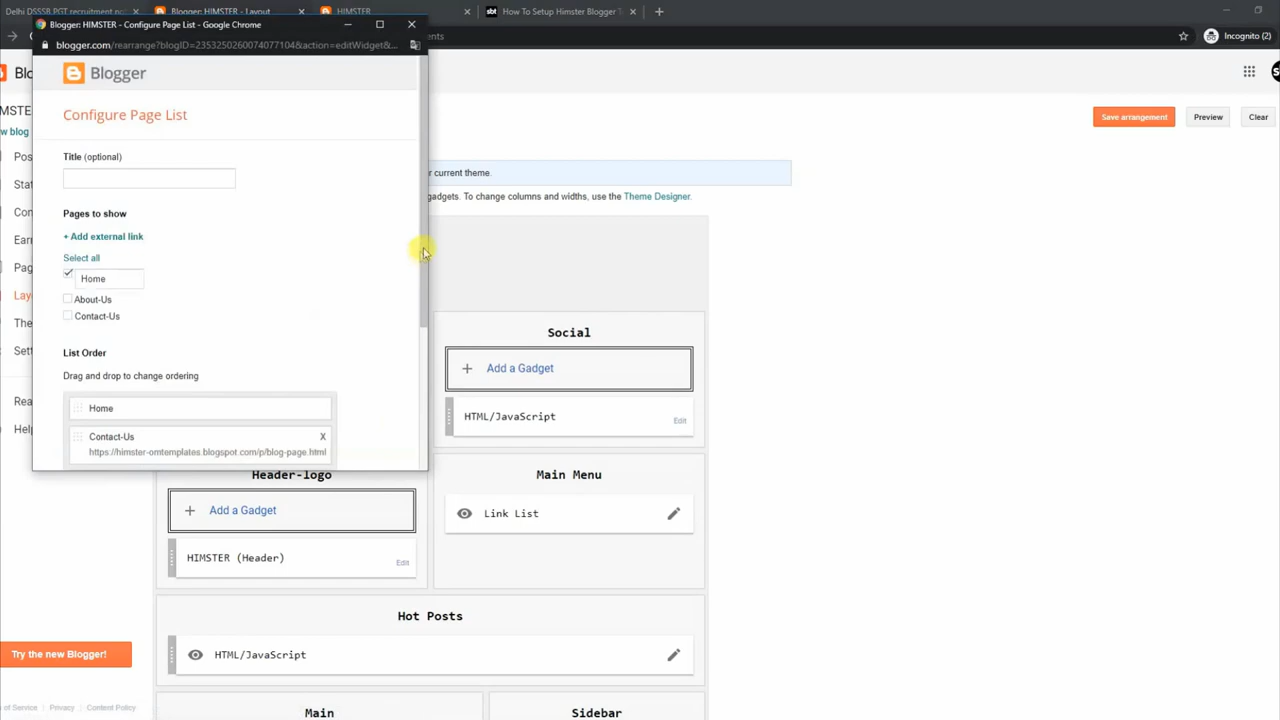 Delhi DSSSB PGT recruitment n
Blogger: HIMSTER - Layout
HIMSTER
sbt How To Setup Himster Blogger T
Blogger: HIMSTER - Configure Page List - Google Chrome
blogger.com/rearrange?blogID=2353250260074077104&action=editWidget&...
Incognito (2)
Blogger
Configure Page List
Title (optional)
Pages to show
+ Add external link
Select all
Home
About-Us
Contact-Us
List Order
Drag and drop to change ordering
Home
Contact-Us X
https://himster-omtemplates.blogspot.com/p/blog-page.html
Save arrangement Preview Clear
r current theme.
gadgets. To change columns and widths, use the Theme Designer.
Social
+ Add a Gadget
HTML/JavaScript Edit
Header-logo
+ Add a Gadget
HIMSTER (Header) Edit
Main Menu
Link List
Hot Posts
HTML/JavaScript
Main
Sidebar
Try the new Blogger!
of Service | Privacy | Content Policy